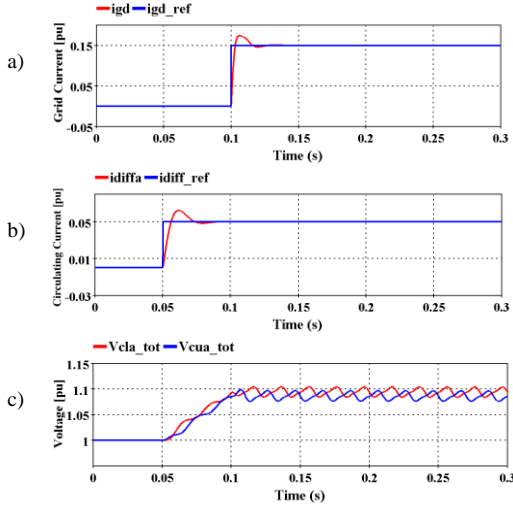 igd igd_ref
a)
Grid Current [pu]
0.15
0.05
-0.05
0 0.05 0.1 0.15 0.2 0.25 0.3
Time (s)
idiffa idiff_ref
b)
Circulating Current [pu]
0.05
0.01
-0.03
0 0.05 0.1 0.15 0.2 0.25 0.3
Time (s)
Vcla_tot Vcua_tot
c)
Voltage [pu]
1.15
1.1
1.05
1
0.95
0 0.05 0.1 0.15 0.2 0.25 0.3
Time (s)